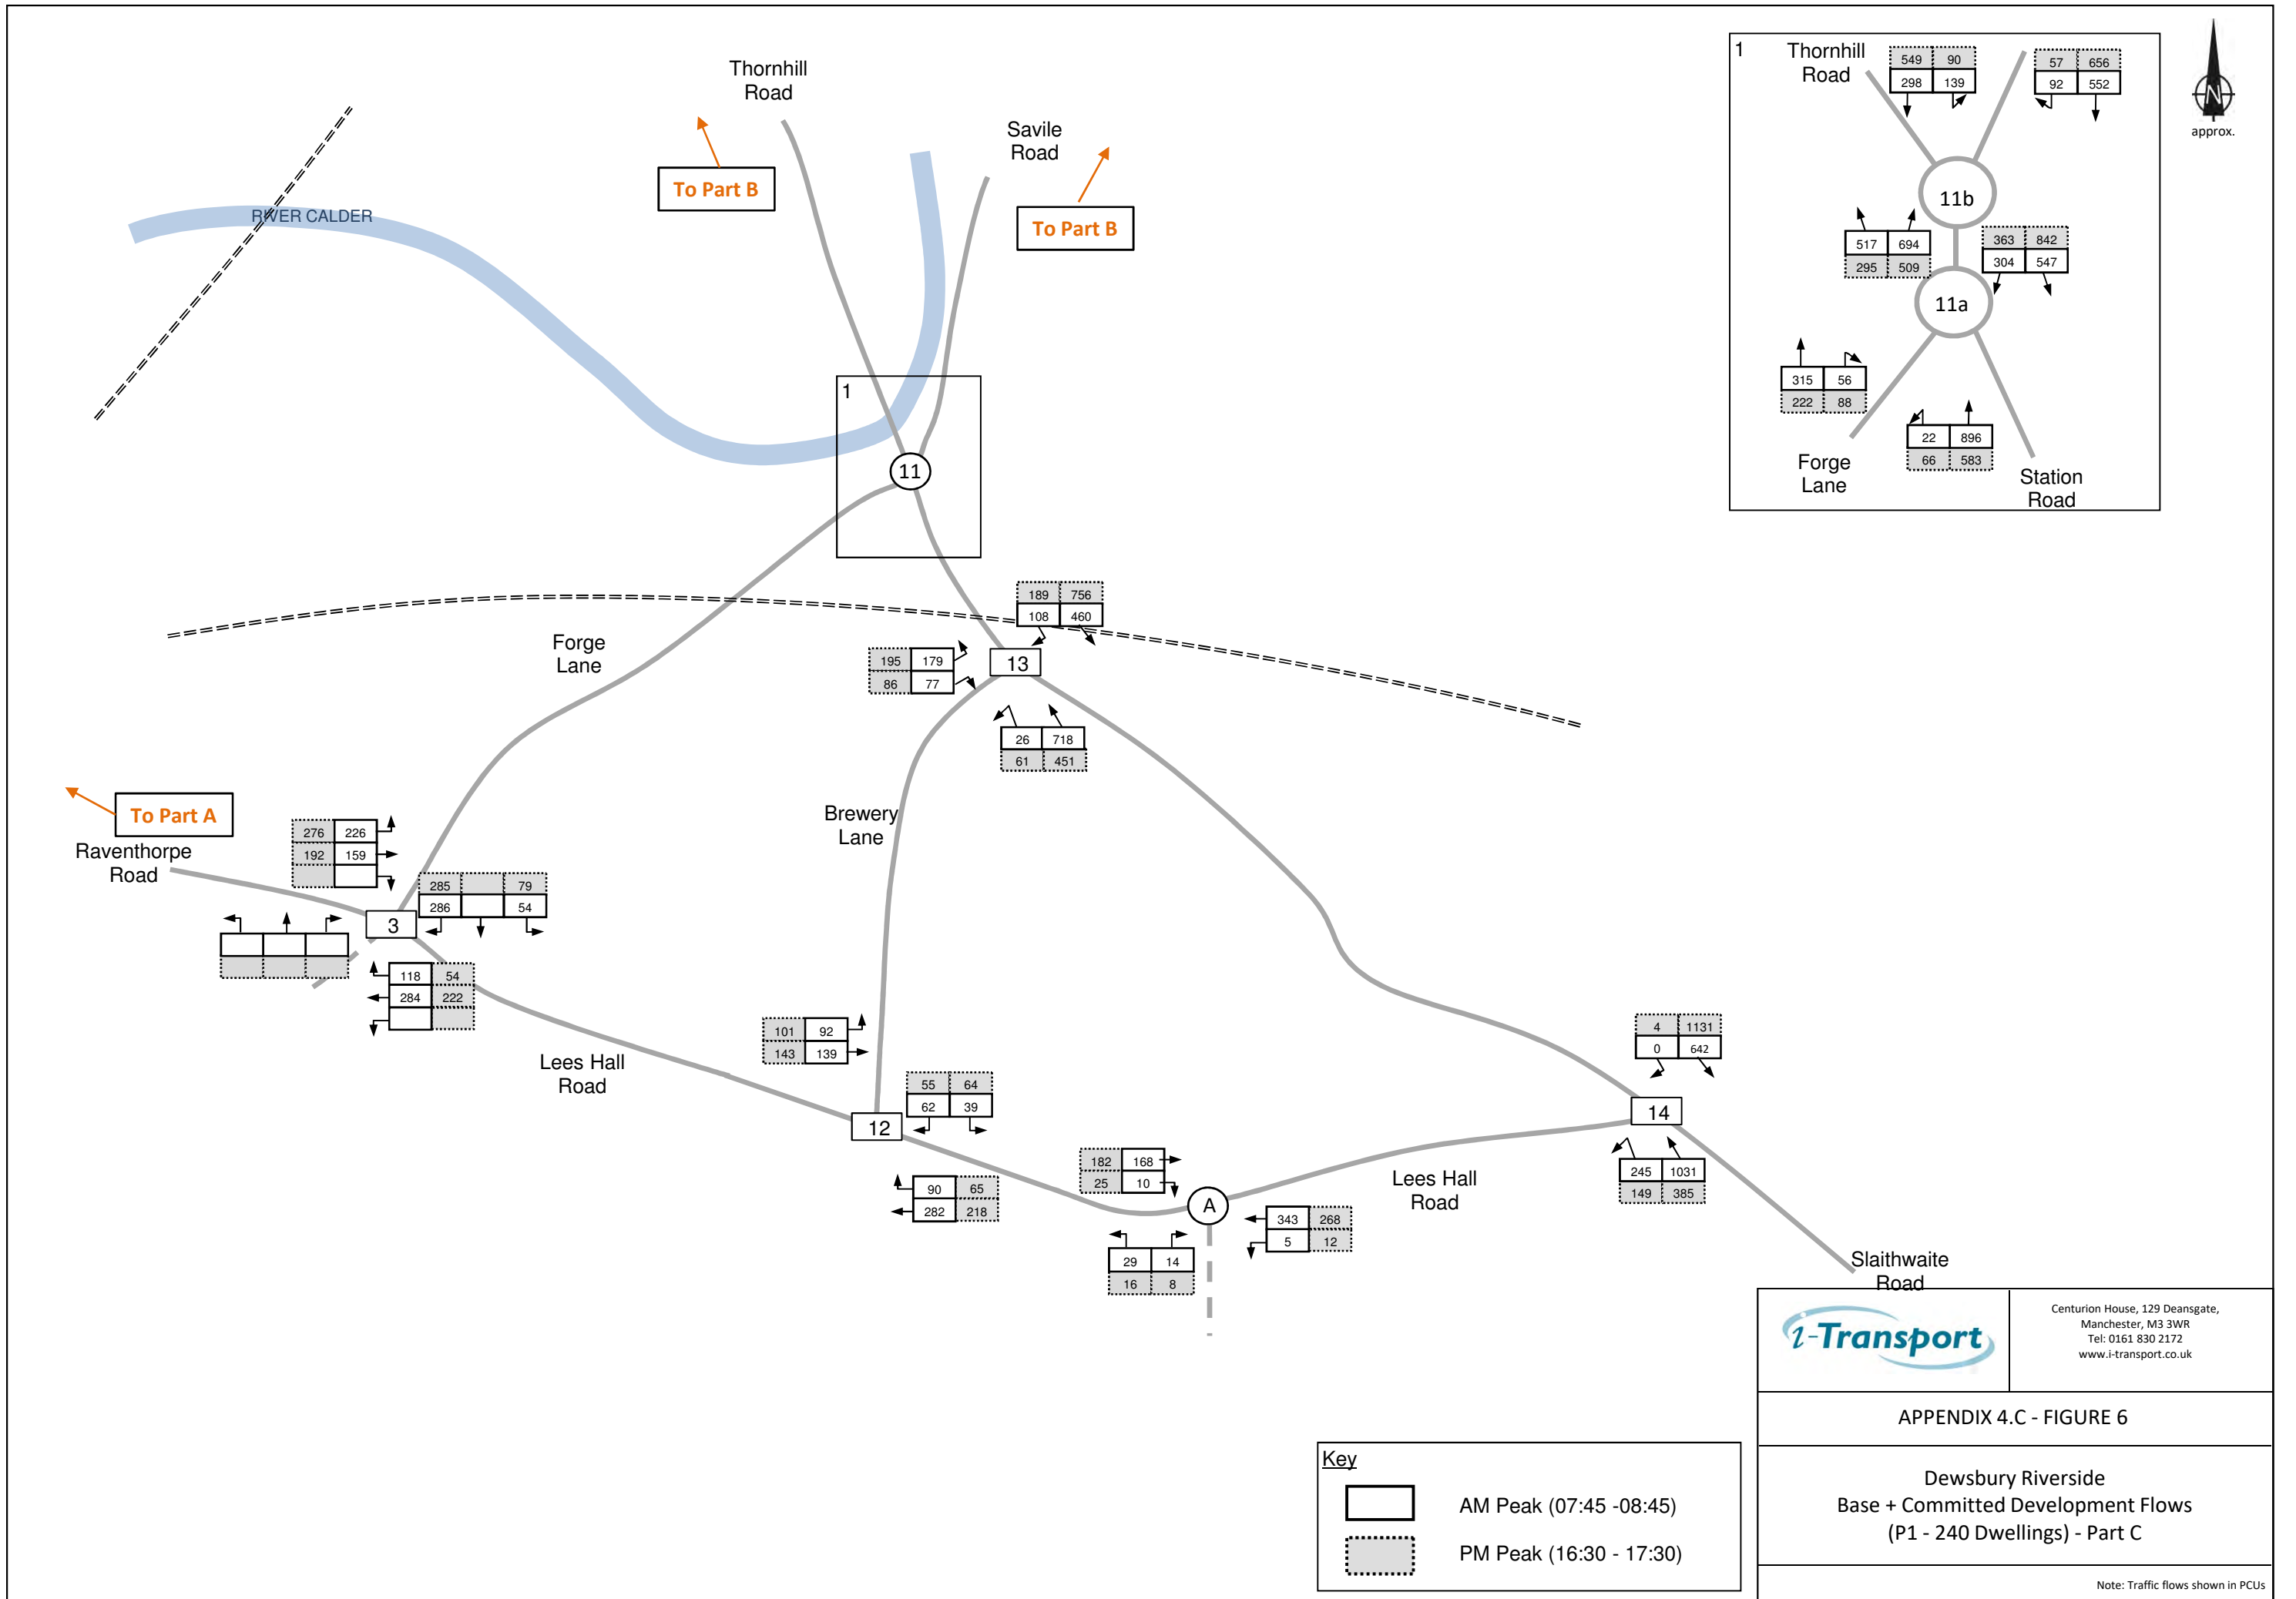 Thornhill
Road
Savile
Road
To Part B
To Part B
RIVER CALDER
1
11
1
Thornhill
Road
549 90
298 139
57 656
92 552
11b
517 694
295 509
363 842
304 547
11a
315 56
222 88
22 896
66 583
Forge
Lane
Station
Road
N
approx.
Forge
Lane
189 756
108 460
195 179
86 77
13
26 718
61 451
To Part A
Raventhorpe
Road
276 226
192 159
285 79
286 54
3
118 54
284 222
Brewery
Lane
Lees Hall
Road
101 92
143 139
55 64
62 39
12
90 65
282 218
182 168
25 10
A
29 14
16 8
343 268
5 12
Lees Hall
Road
4 1131
0 642
14
245 1031
149 385
Slaithwaite
Road
Key
AM Peak (07:45 -08:45)
PM Peak (16:30 - 17:30)
i-Transport
Centurion House, 129 Deansgate,
Manchester, M3 3WR
Tel: 0161 830 2172
www.i-transport.co.uk
APPENDIX 4.C - FIGURE 6
Dewsbury Riverside
Base + Committed Development Flows
(P1 - 240 Dwellings) - Part C
Note: Traffic flows shown in PCUs